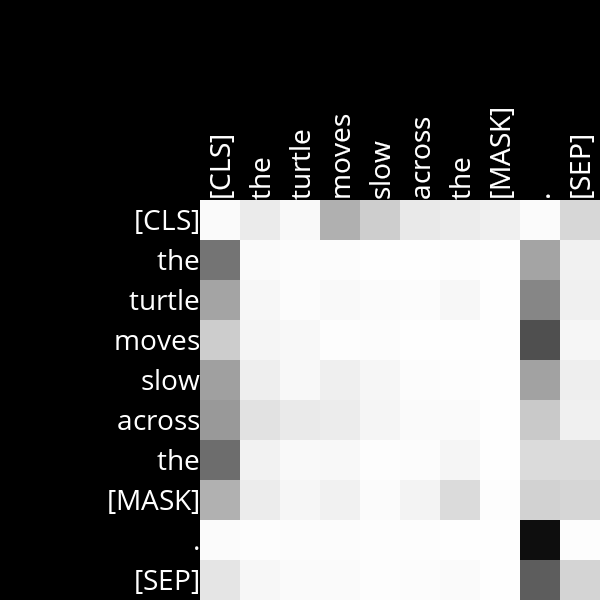 [CLS] the turtle moves slow across the [MASK] . [SEP]
[CLS]
the
turtle
moves
slow
across
the
[MASK]
.
[SEP]